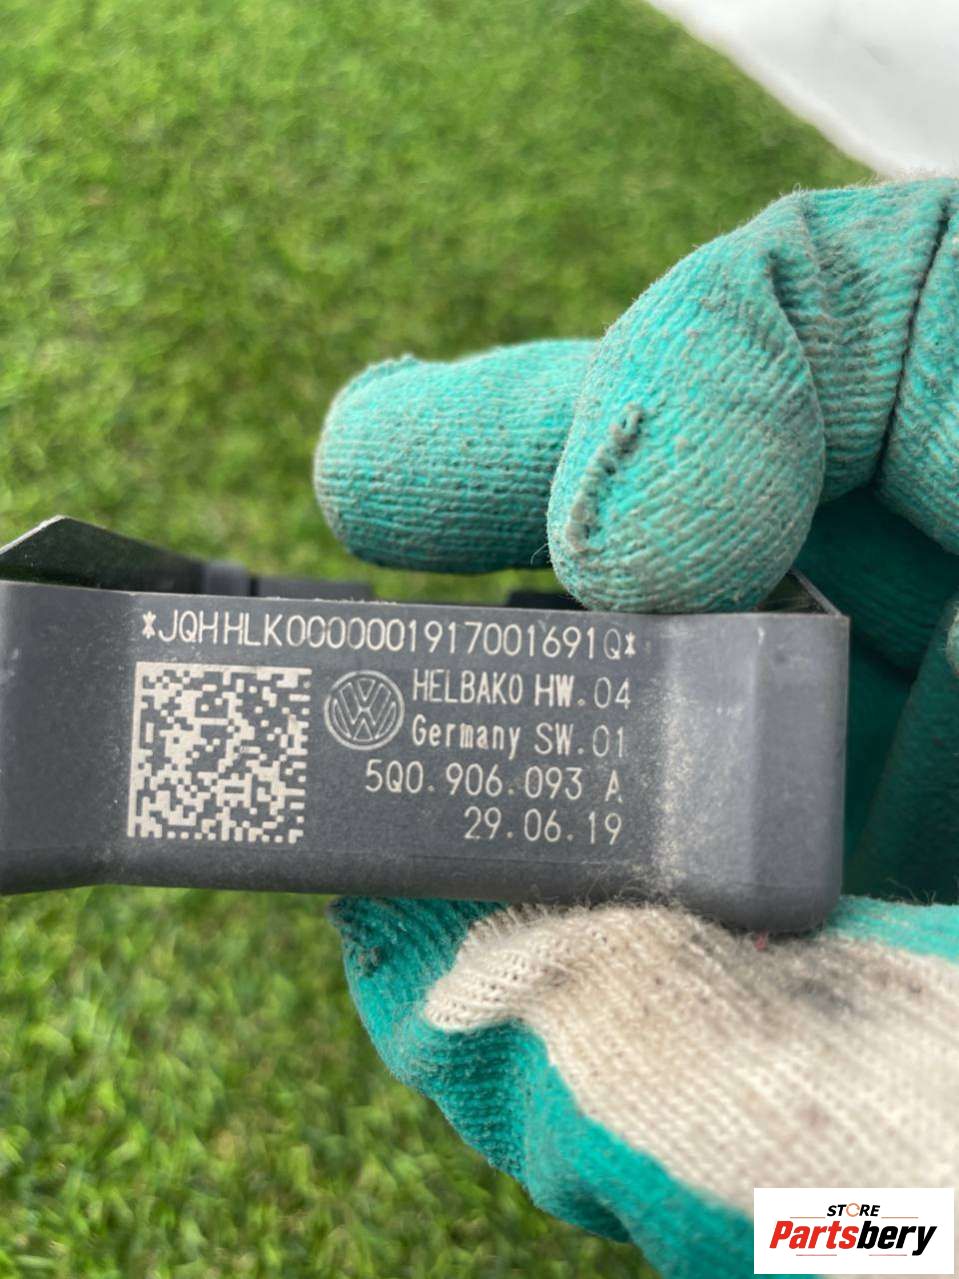 *JQHHLK0000001917001691Q*
HELBAKO HW.04
Germany SW.01
5Q0.906.093 A
29.06.19
STORE
Partsbery